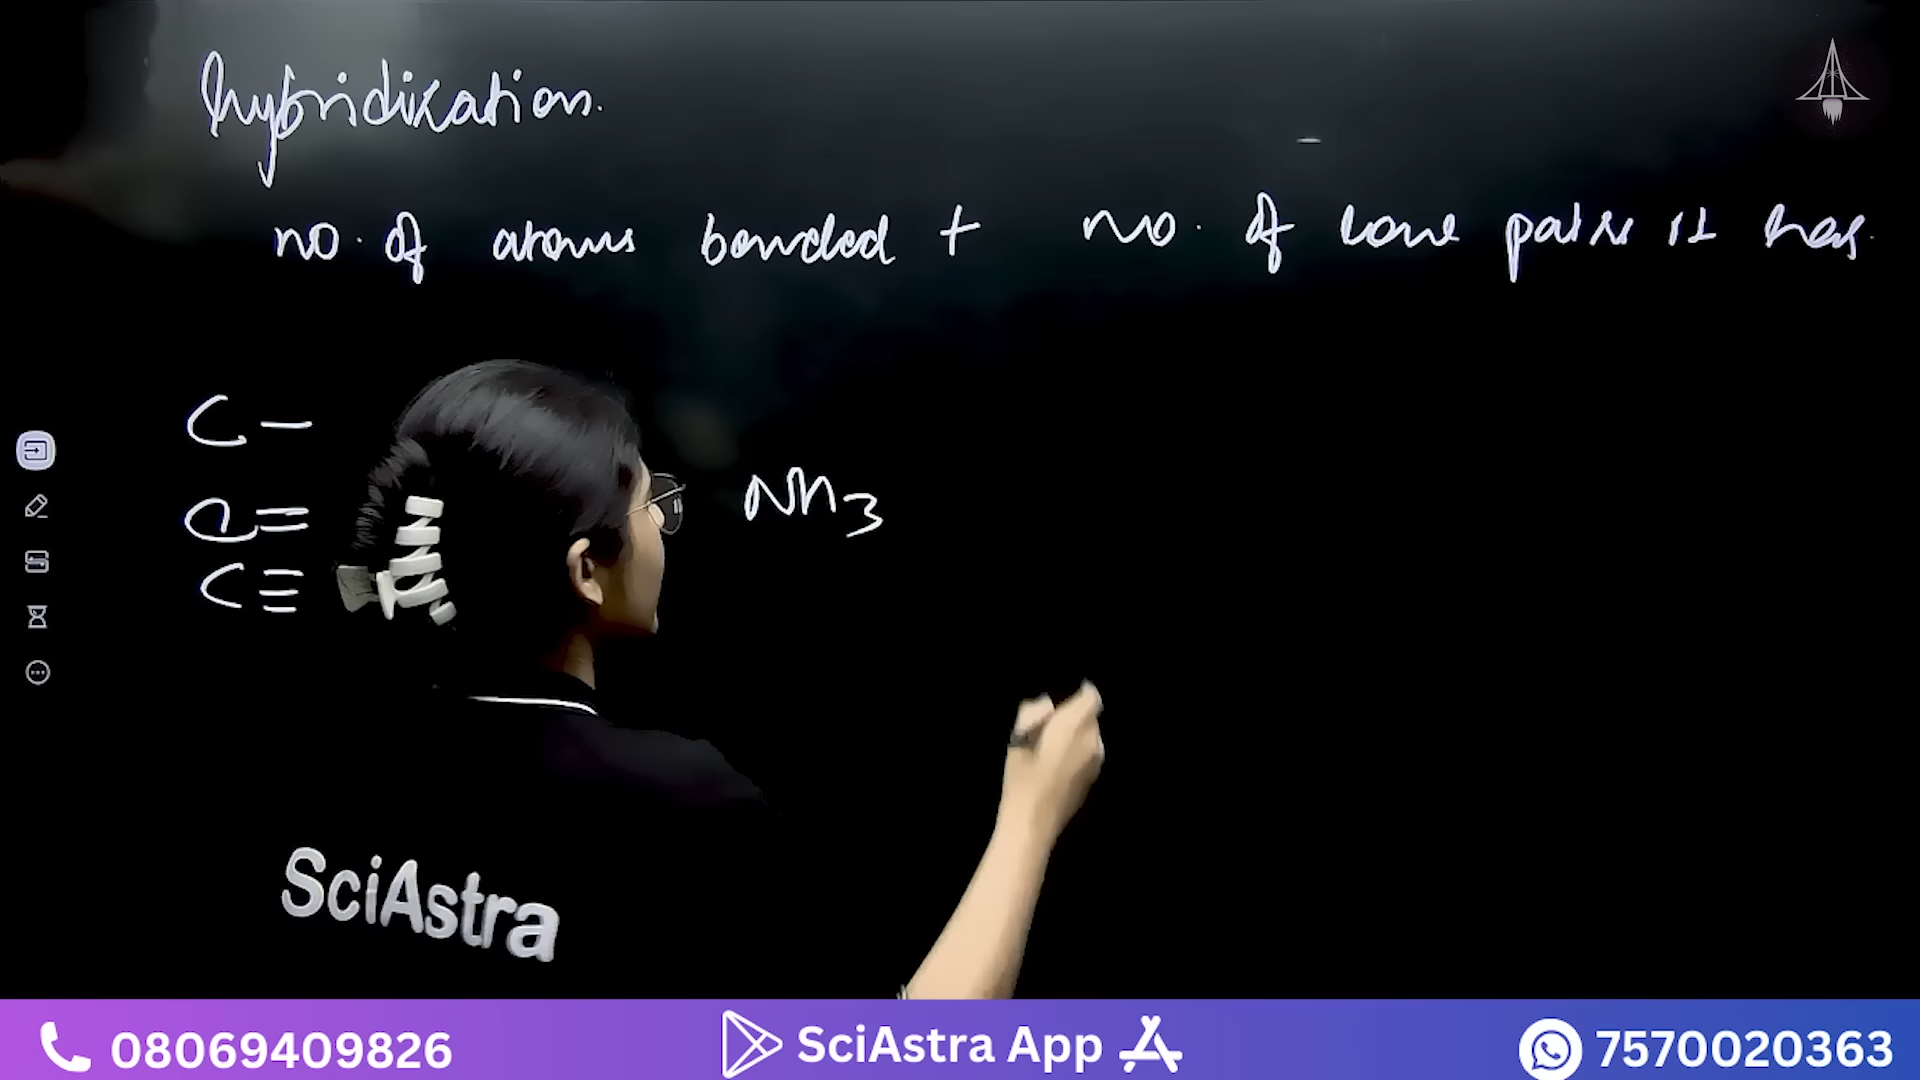 hybridization.
no. of atoms bonded + no. of lone pairs it has.
C -
C =
C ≡
NH3
SciAstra
08069409826
SciAstra App
7570020363